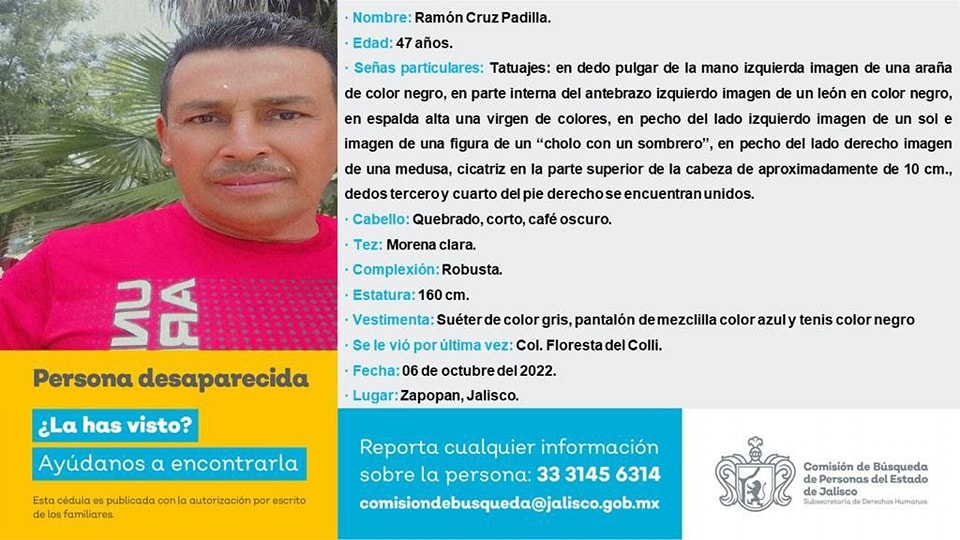 · Nombre: Ramón Cruz Padilla.
· Edad: 47 años.
· Señas particulares: Tatuajes: en dedo pulgar de la mano izquierda imagen de una araña
de color negro, en parte interna del antebrazo izquierdo imagen de un león en color negro,
en espalda alta una virgen de colores, en pecho del lado izquierdo imagen de un sol e
imagen de una figura de un “cholo con un sombrero”, en pecho del lado derecho imagen
de una medusa, cicatriz en la parte superior de la cabeza de aproximadamente de 10 cm.,
dedos tercero y cuarto del pie derecho se encuentran unidos.
· Cabello: Quebrado, corto, café oscuro.
· Tez: Morena clara.
· Complexión: Robusta.
· Estatura: 160 cm.
· Vestimenta: Suéter de color gris, pantalón de mezclilla color azul y tenis color negro
· Se le vió por última vez: Col. Floresta del Colli.
· Fecha: 06 de octubre del 2022.
· Lugar: Zapopan, Jalisco.
Persona desaparecida
¿La has visto?
Ayúdanos a encontrarla
Esta cédula es publicada con la autorización por escrito
de los familiares.
Reporta cualquier información
sobre la persona: 33 3145 6314
comisiondebusqueda@jalisco.gob.mx
Comisión de Búsqueda
de Personas del Estado
de Jalisco
Subsecretaría de Derechos Humanos